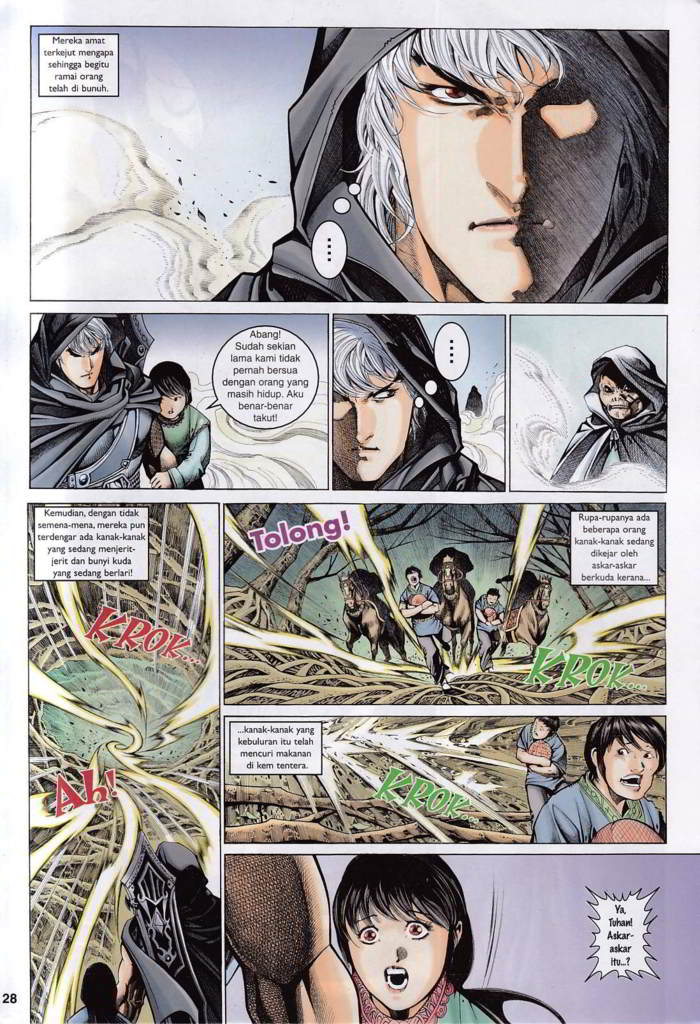 Mereka amat
terkejut mengapa
sehingga begitu
ramai orang
telah di bunuh.
...
Abang!
Sudah sekian
lama kami tidak
pernah bersua
dengan orang yang
masih hidup. Aku
benar-benar
takut!
...
Kemudian, dengan tidak
semena-mena, mereka pun
terdengar ada kanak-kanak
yang sedang menjerit-
jerit dan bunyi kuda
yang sedang berlari!
KROK...
Ah!
Tolong!
Rupa-rupanya ada
beberapa orang
kanak-kanak sedang
dikejar oleh
askar-askar
berkuda kerana...
KROK...
...kanak-kanak yang
kebuluran itu telah
mencuri makanan
di kem tentera.
KROK...
Ya,
Tuhan!
Askar-
askar
itu...?
28